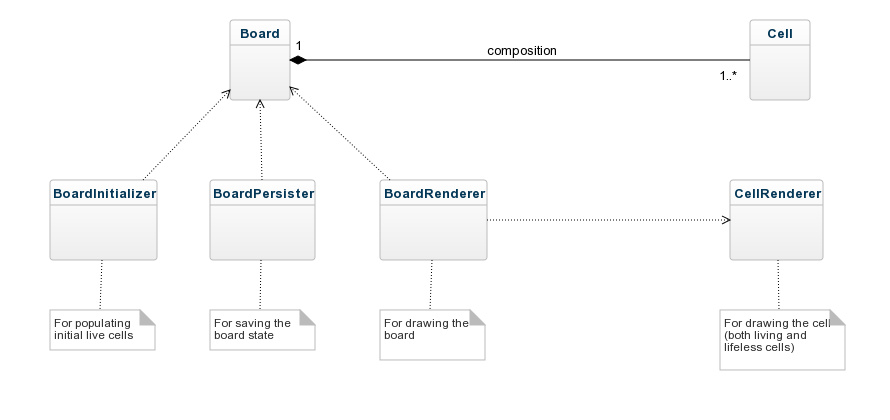 Board
Cell
1
composition
1..*
BoardInitializer
BoardPersister
BoardRenderer
CellRenderer
For populating
initial live cells
For saving the
board state
For drawing the
board
For drawing the cell
(both living and
lifeless cells)